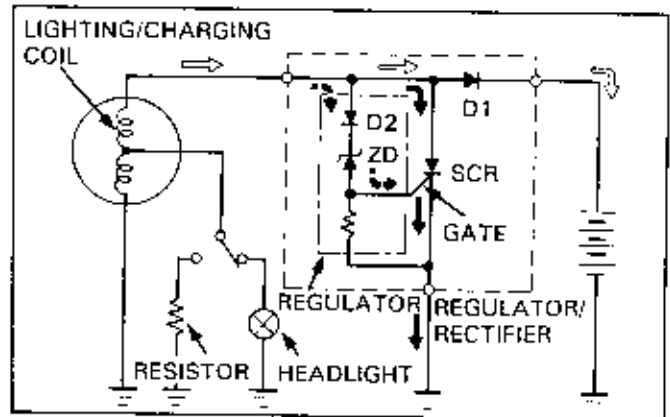 LIGHTING/CHARGING
COIL
D1
D2
ZD
SCR
GATE
REGULATOR
REGULATOR/
RECTIFIER
RESISTOR
HEADLIGHT